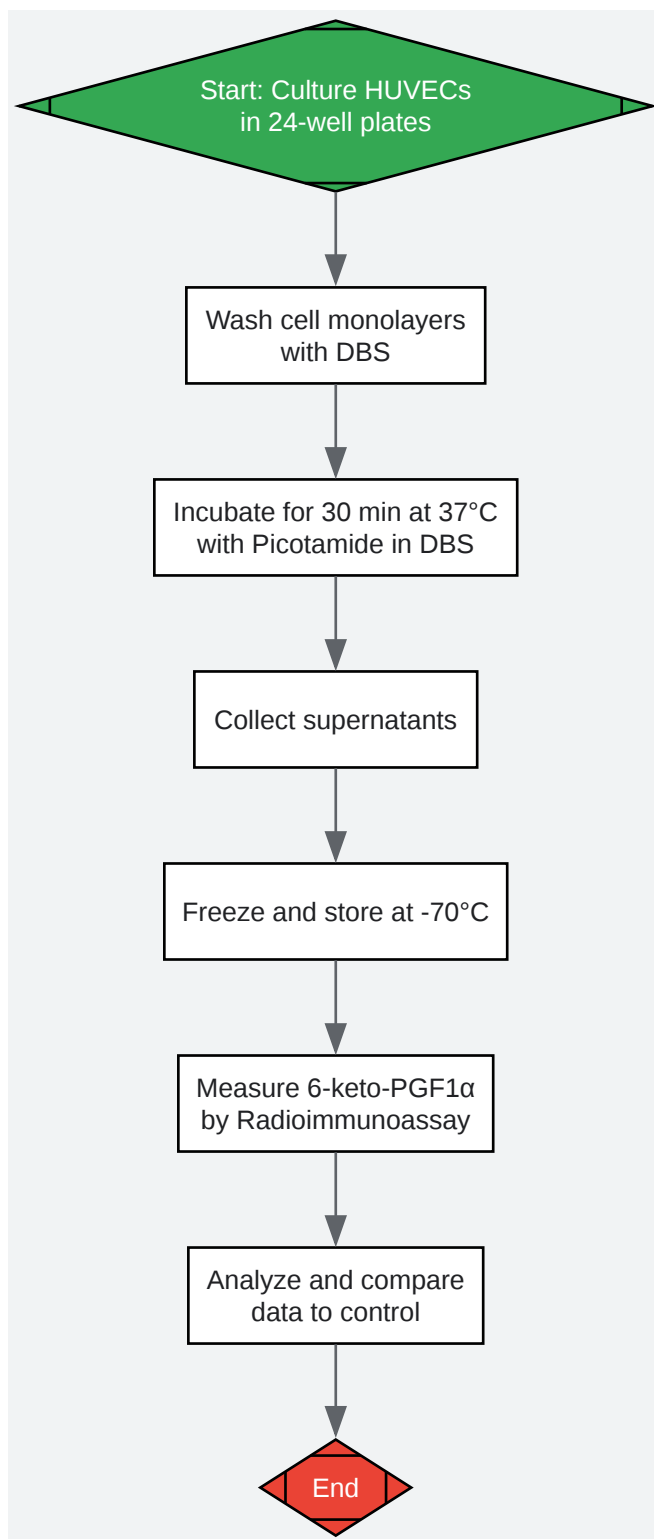 Start: Culture HUVECs
in 24-well plates
Wash cell monolayers
with DBS
Incubate for 30 min at 37°C
with Picotamide in DBS
Collect supernatants
Freeze and store at -70°C
Measure 6-keto-PGF1α
by Radioimmunoassay
Analyze and compare
data to control
End